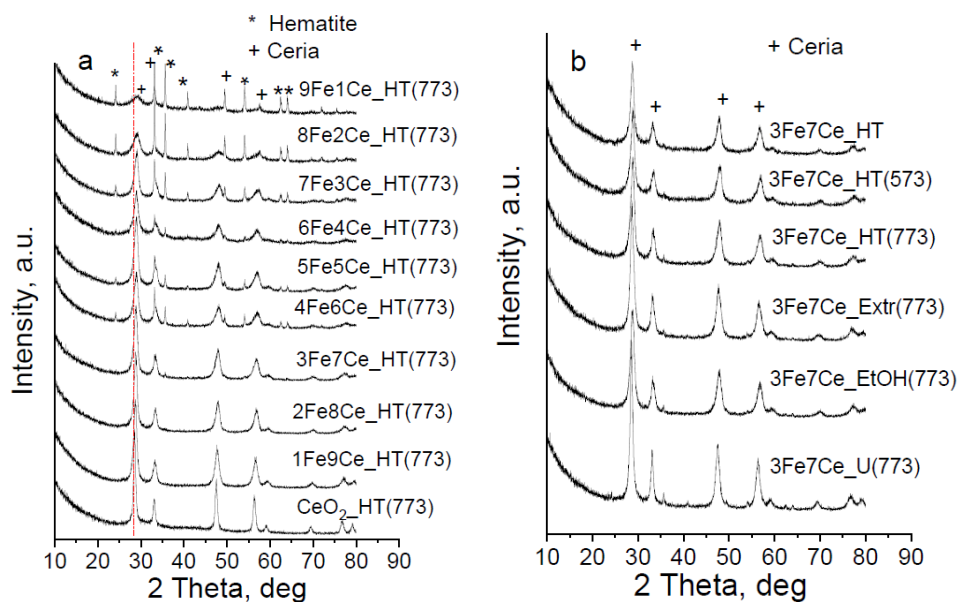 * Hematite
+ Ceria
a
* + + * * * + * + **
9Fe1Ce_HT(773)
8Fe2Ce_HT(773)
7Fe3Ce_HT(773)
6Fe4Ce_HT(773)
5Fe5Ce_HT(773)
4Fe6Ce_HT(773)
3Fe7Ce_HT(773)
2Fe8Ce_HT(773)
1Fe9Ce_HT(773)
CeO₂_HT(773)
Intensity, a.u.
10 20 30 40 50 60 70 80 90
2 Theta, deg
b
+ Ceria
+ + + +
3Fe7Ce_HT
3Fe7Ce_HT(573)
3Fe7Ce_HT(773)
3Fe7Ce_Extr(773)
3Fe7Ce_EtOH(773)
3Fe7Ce_U(773)
Intensity, a.u.
10 20 30 40 50 60 70 80 90
2 Theta, deg